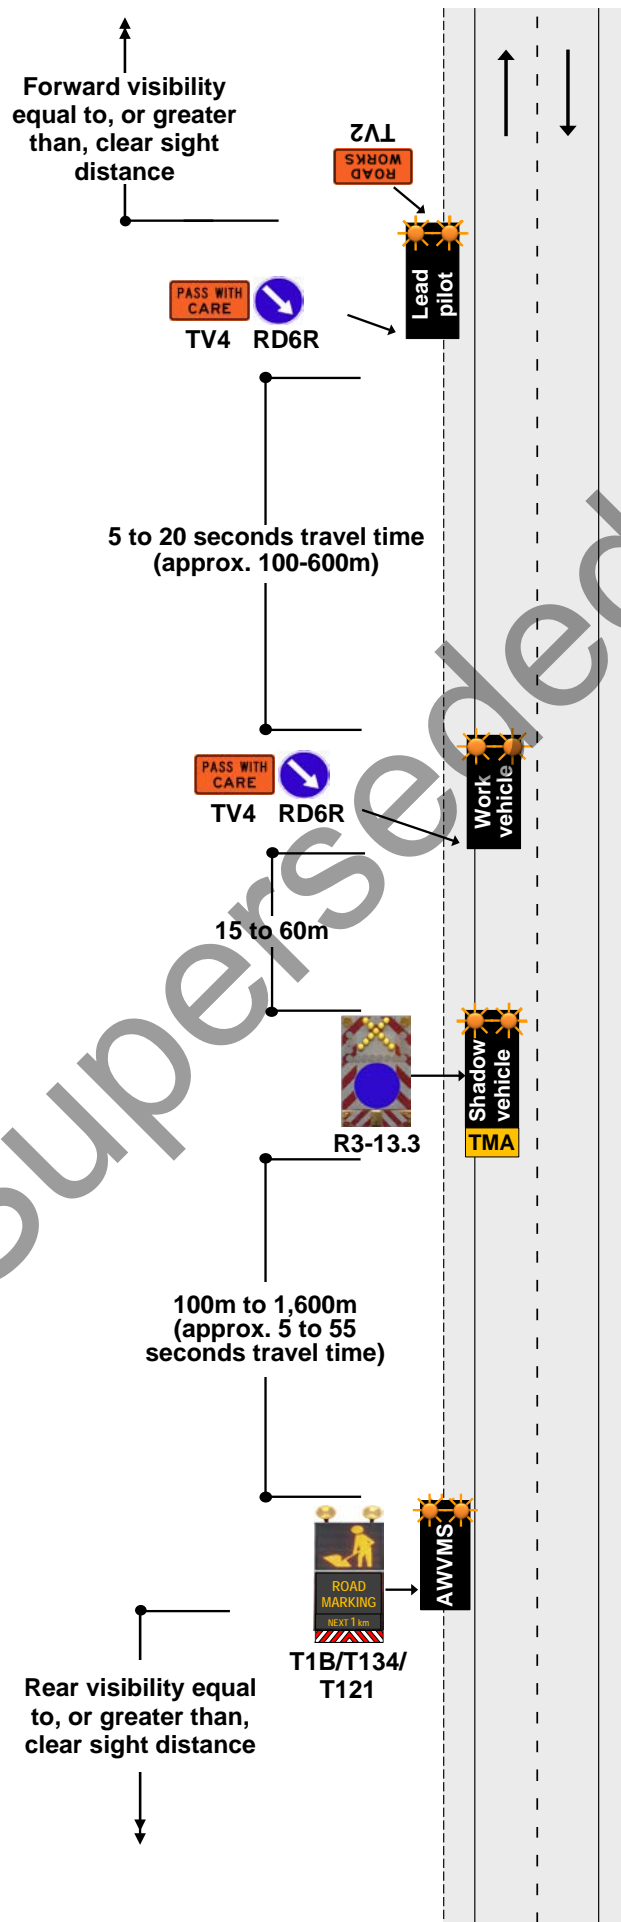 Forward visibility
equal to, or greater
than, clear sight
distance
TV2
ROAD
WORKS
Lead
pilot
PASS WITH
CARE
TV4 RD6R
5 to 20 seconds travel time
(approx. 100-600m)
PASS WITH
CARE
TV4 RD6R
Work
vehicle
15 to 60m
Superseded
Shadow
vehicle
TMA
R3-13.3
100m to 1,600m
(approx. 5 to 55
seconds travel time)
AWVMS
ROAD
MARKING
NEXT 1 km
T1B/T134/
T121
Rear visibility equal
to, or greater than,
clear sight distance